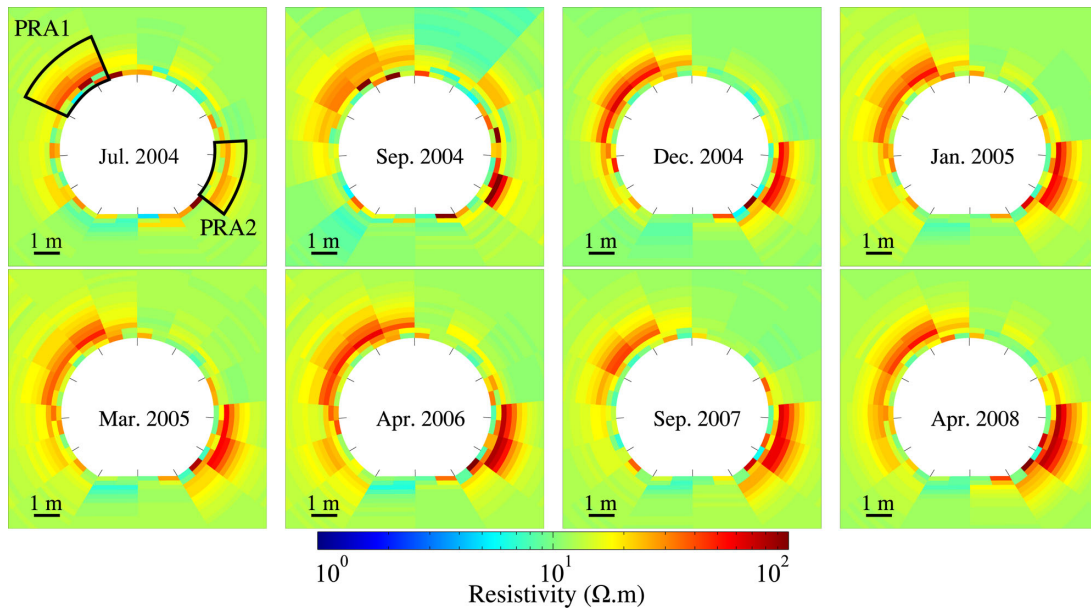 PRA1
Jul. 2004
PRA2
1 m
Sep. 2004
1 m
Dec. 2004
1 m
Jan. 2005
1 m
Mar. 2005
1 m
Apr. 2006
1 m
Sep. 2007
1 m
Apr. 2008
1 m
10⁰ 10¹ 10²
Resistivity (Ω.m)